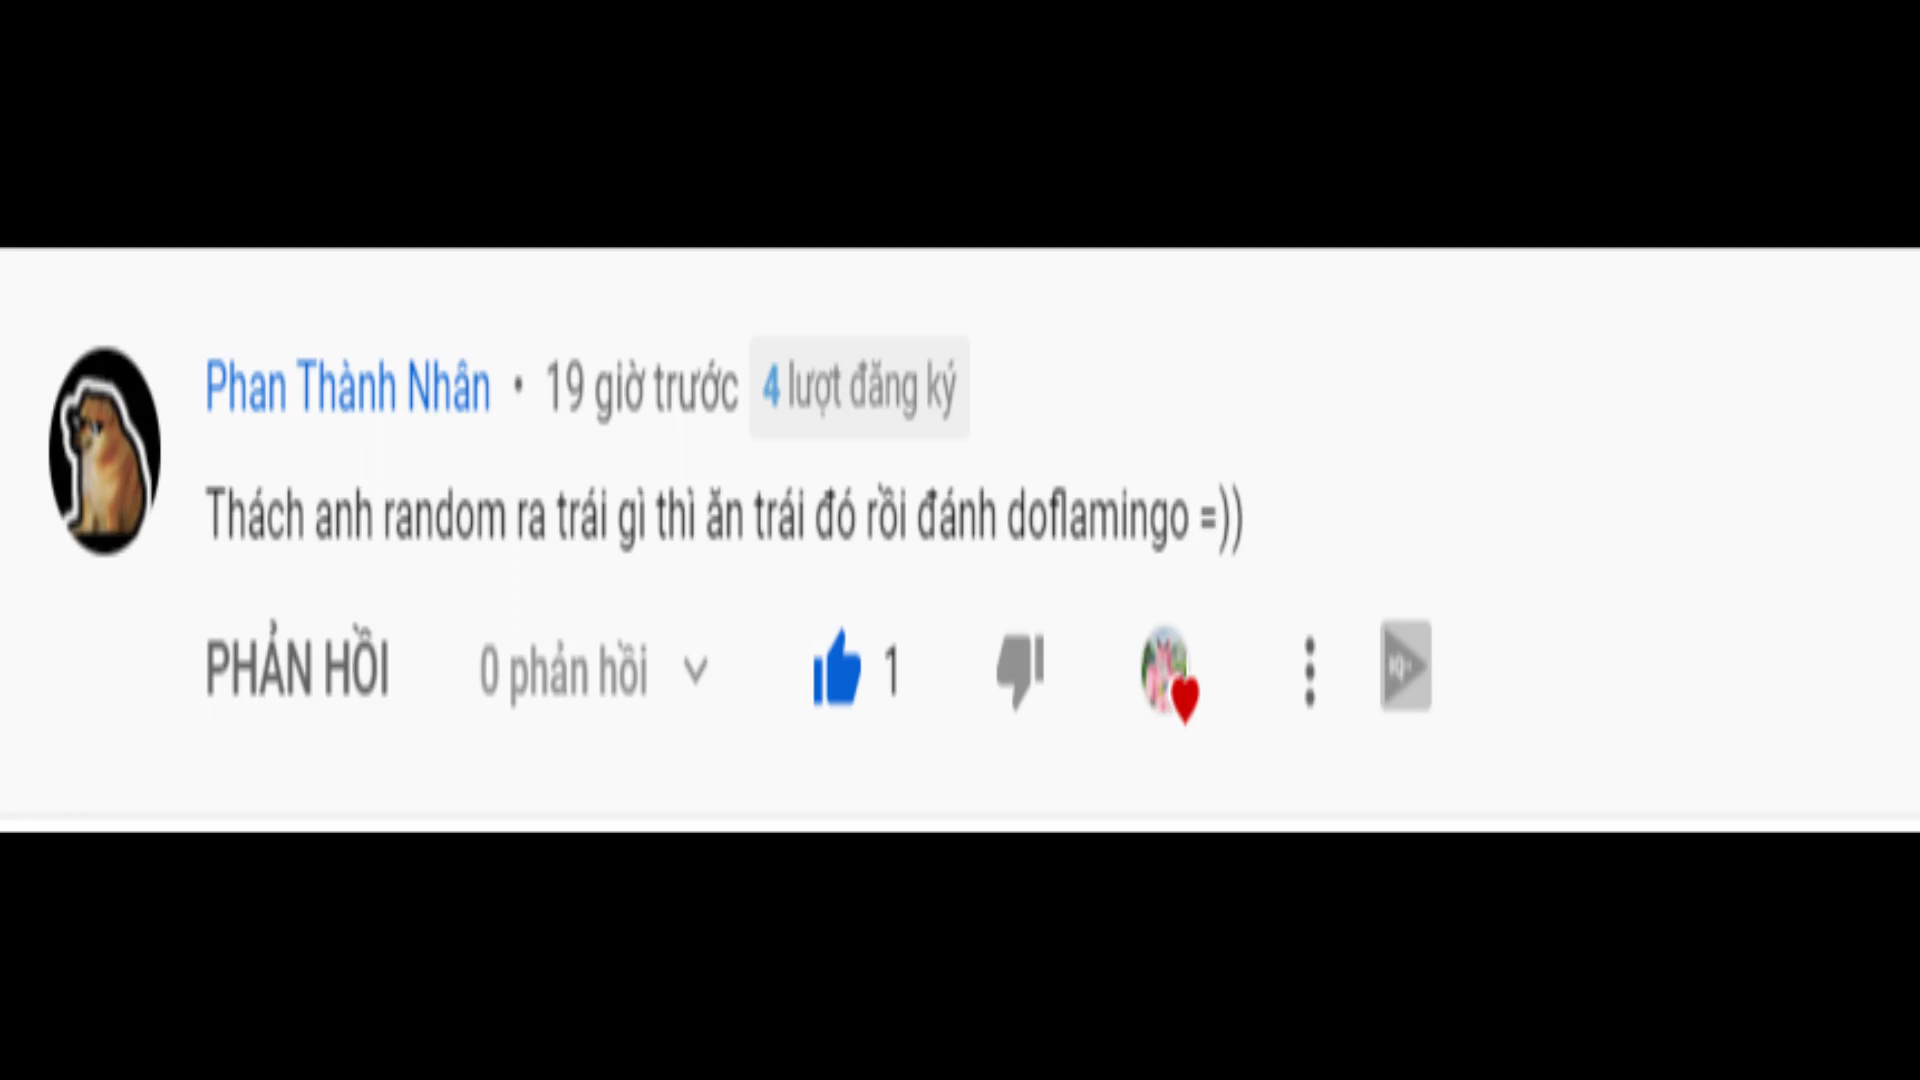 Phan Thành Nhân • 19 giờ trước 4 lượt đăng ký
Thách anh random ra trái gì thì ăn trái đó rồi đánh doflamingo =))
PHẢN HỒI 0 phản hồi 1